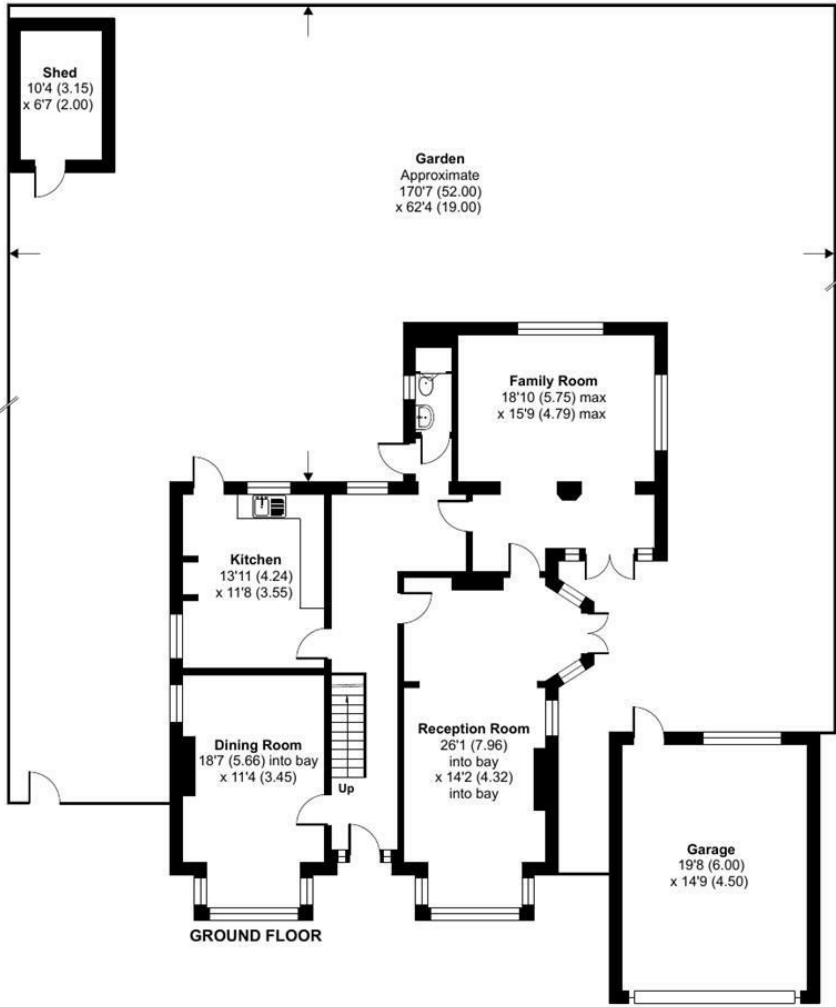 Shed
10'4 (3.15)
x 6'7 (2.00)
Garden
Approximate
170'7 (52.00)
x 62'4 (19.00)
Family Room
18'10 (5.75) max
x 15'9 (4.79) max
Kitchen
13'11 (4.24)
x 11'8 (3.55)
Dining Room
18'7 (5.66) into bay
x 11'4 (3.45)
Up
Reception Room
26'1 (7.96)
into bay
x 14'2 (4.32)
into bay
Garage
19'8 (6.00)
x 14'9 (4.50)
GROUND FLOOR